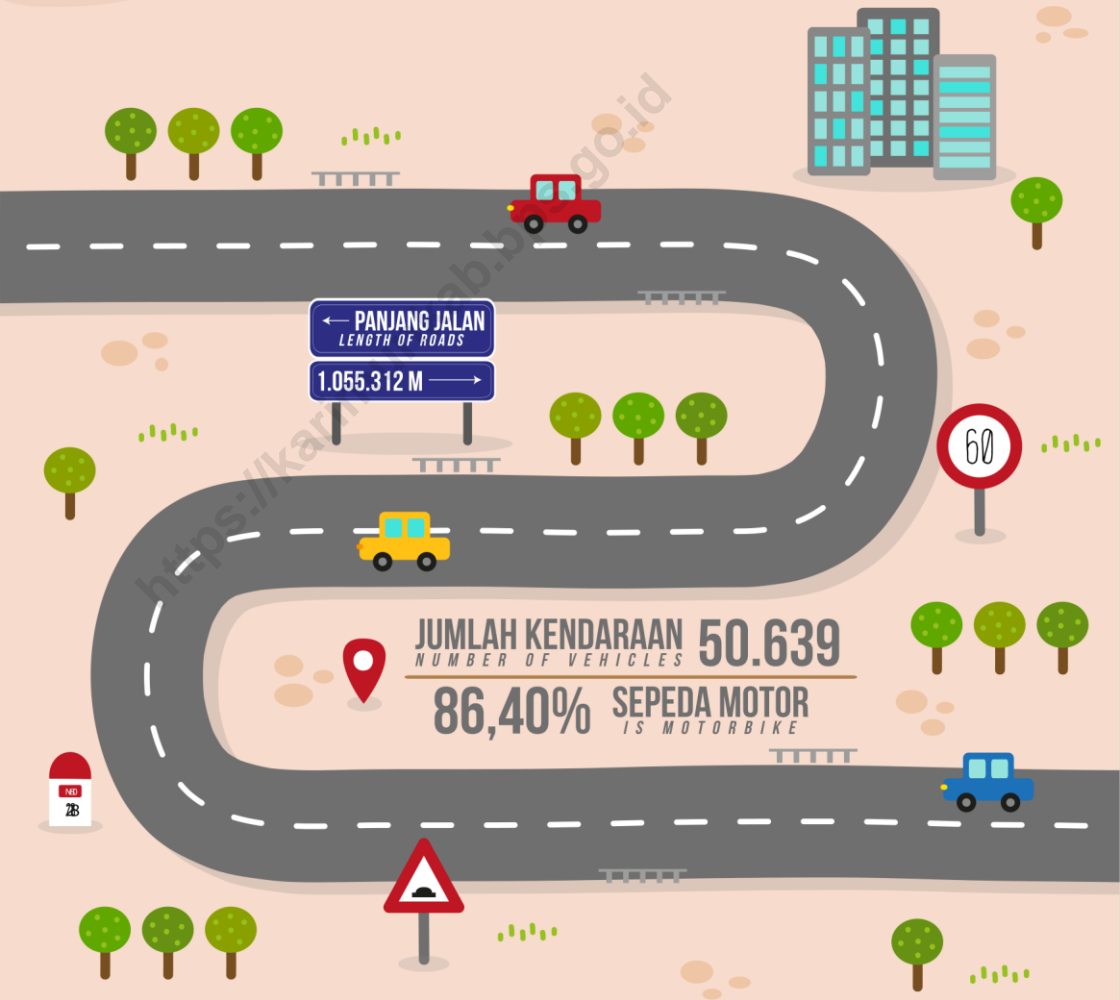 PANJANG JALAN
LENGTH OF ROADS
1.055.312 M
60
JUMLAH KENDARAAN 50.639
NUMBER OF VEHICLES
86,40% SEPEDA MOTOR
IS MOTORBIKE